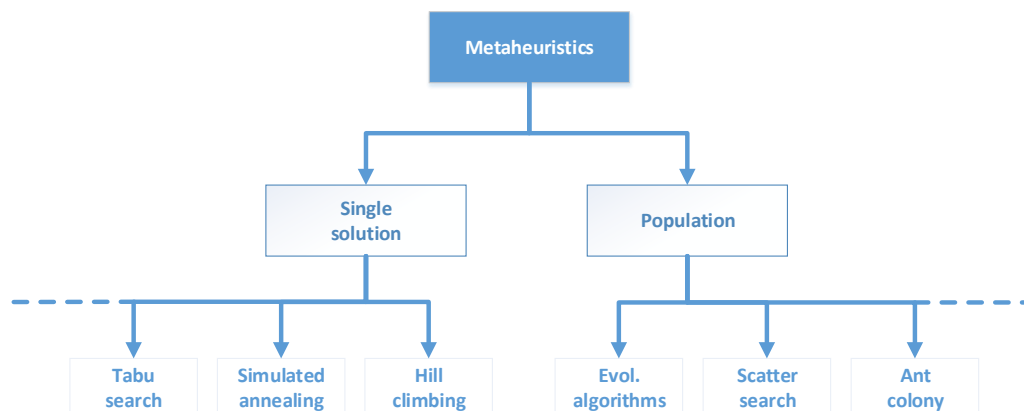 Metaheuristics
Single
solution
Population
Tabu
search
Simulated
annealing
Hill
climbing
Evol.
algorithms
Scatter
search
Ant
colony